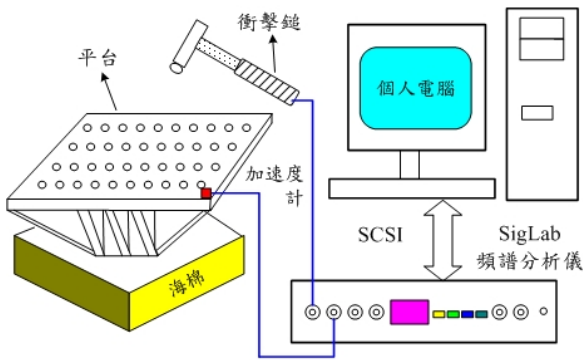 衝擊鎚
平台
個人電腦
加速度
計
SCSI
SigLab
頻譜分析儀
海棉